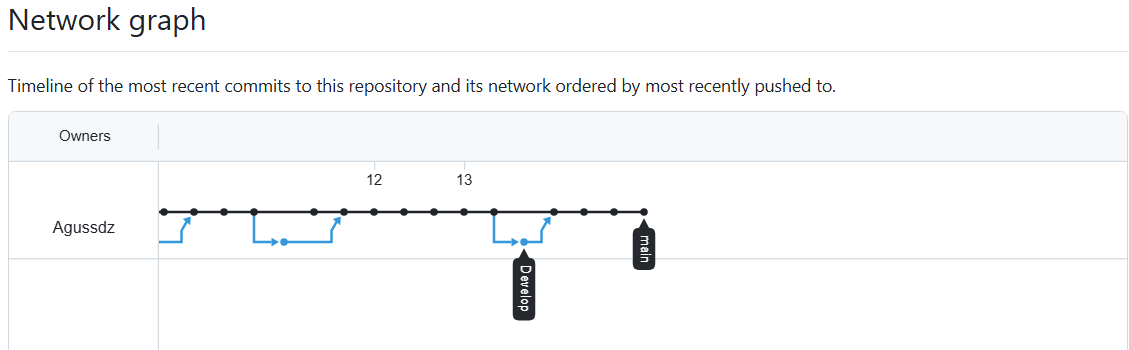 Network graph
Timeline of the most recent commits to this repository and its network ordered by most recently pushed to.
Owners
12 13
Agussdz
main
Develop